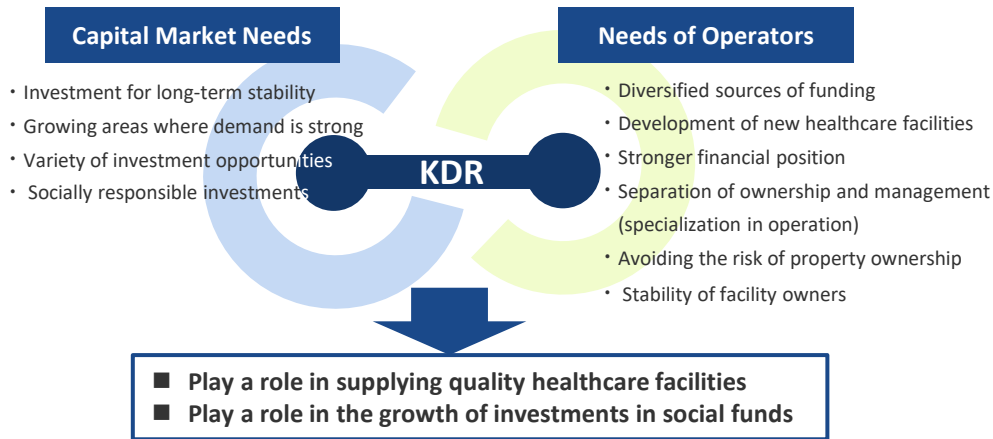 Capital Market Needs
・Investment for long-term stability
・Growing areas where demand is strong
・Variety of investment opportunities
・ Socially responsible investments
KDR
Needs of Operators
・Diversified sources of funding
・Development of new healthcare facilities
・Stronger financial position
・Separation of ownership and management
(specialization in operation)
・Avoiding the risk of property ownership
・ Stability of facility owners
■ Play a role in supplying quality healthcare facilities
■ Play a role in the growth of investments in social funds